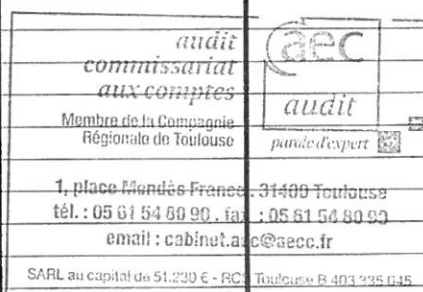 audit
commissariat
aux comptes
Membre de la Compagnie
Régionale de Toulouse
aec
audit
parole d'expert
1, place Mendès France . 31400 Toulouse
tél. : 05 61 54 80 90 . fax : 05 61 54 80 90
email : cabinet.aec@aecc.fr
SARL au capital de 51.230 € - RCS Toulouse B 403 335 045